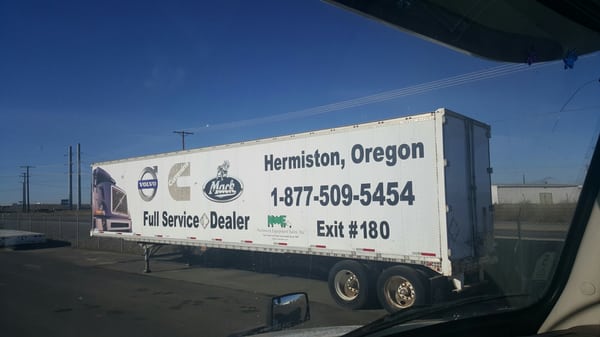 VOLVO
Mack
Full Service Dealer
Hermiston, Oregon
1-877-509-5454
Exit #180